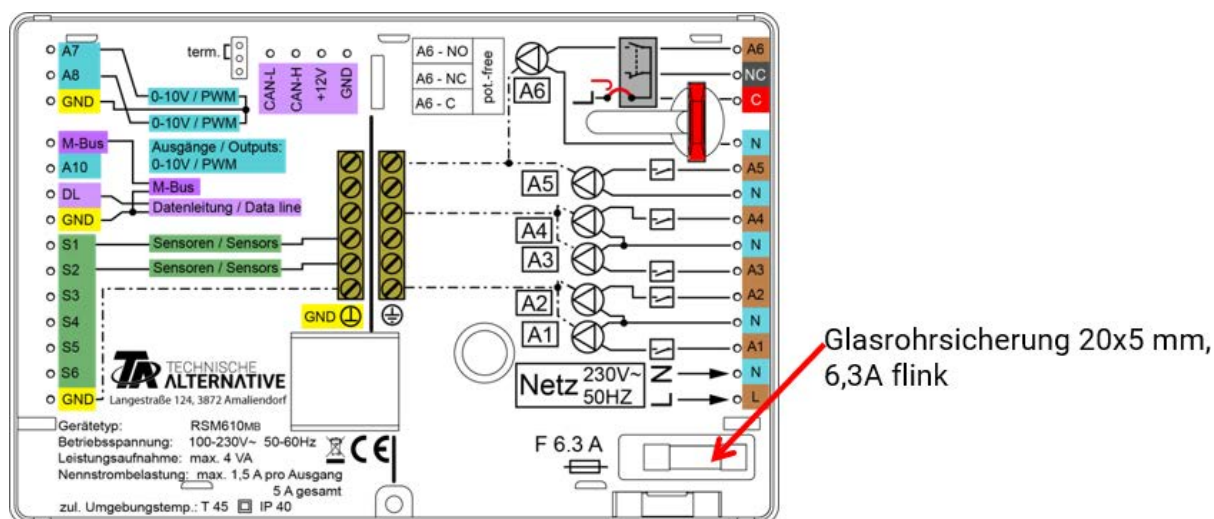 A7
A8
GND
M-Bus
A10
DL
GND
S1
S2
S3
S4
S5
S6
GND
0-10V / PWM
0-10V / PWM
Ausgänge / Outputs:
0-10V / PWM
M-Bus
Datenleitung / Data line
Sensoren / Sensors
Sensoren / Sensors
term.
CAN-L
CAN-H
+12V
GND
A6 - NO
A6 - NC
A6 - C
pot.-free
GND
A6
A5
A4
A3
A2
A1
A6
NC
C
N
A5
N
A4
N
A3
A2
N
A1
N
L
Netz 230V~
50HZ
L N
TA TECHNISCHE
ALTERNATIVE
Langestraße 124, 3872 Amaliendorf
Gerätetyp: RSM610MB
Betriebsspannung: 100-230V~ 50-60Hz
Leistungsaufnahme: max. 4 VA
Nennstrombelastung: max. 1,5 A pro Ausgang
5 A gesamt
zul. Umgebungstemp.: T 45 IP 40
CE
F 6.3 A
Glasrohrsicherung 20x5 mm,
6,3A flink